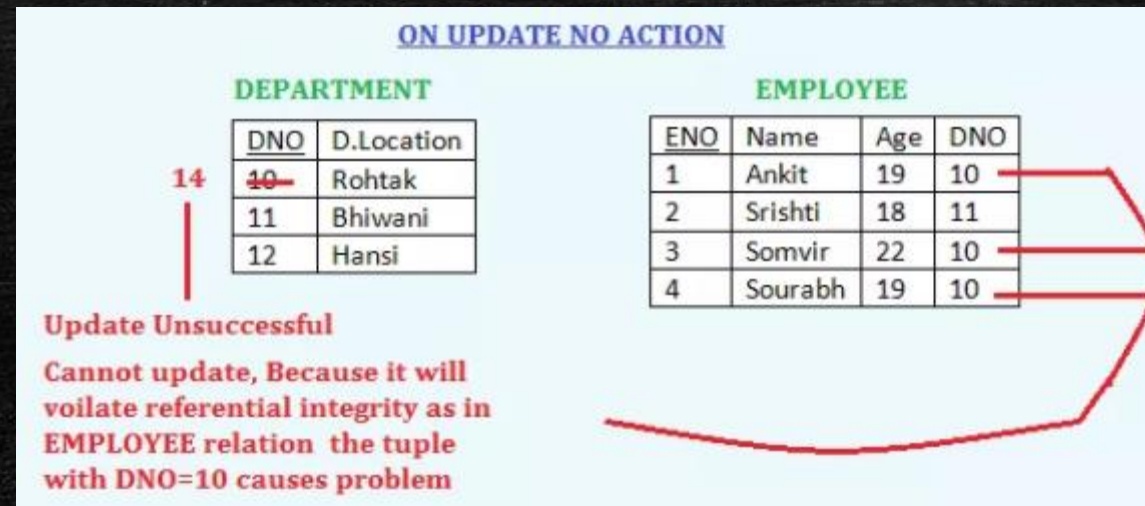 ON UPDATE NO ACTION
DEPARTMENT
DNO D.Location
14 10 Rohtak
11 Bhiwani
12 Hansi
EMPLOYEE
ENO Name Age DNO
1 Ankit 19 10
2 Srishti 18 11
3 Somvir 22 10
4 Sourabh 19 10
Update Unsuccessful
Cannot update, Because it will
voilate referential integrity as in
EMPLOYEE relation the tuple
with DNO=10 causes problem